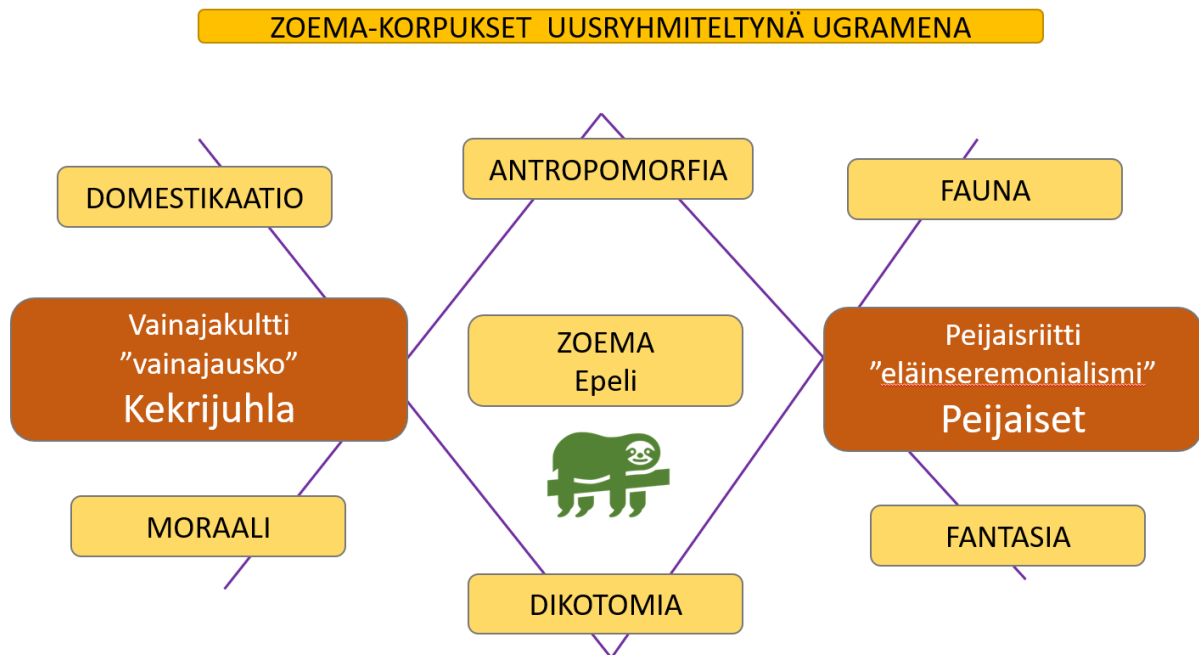 ZOEMA-KORPUKSET UUSRYHMITELTYNÄ UGRAMENA
DOMESTIKAATIO
ANTROPOMORFIA
FAUNA
Vainajakultti
”vainajausko”
Kekrijuhla
ZOEMA
Epeli
Peijaisriitti
”eläinseremonialismi”
Peijaiset
MORAALI
DIKOTOMIA
FANTASIA